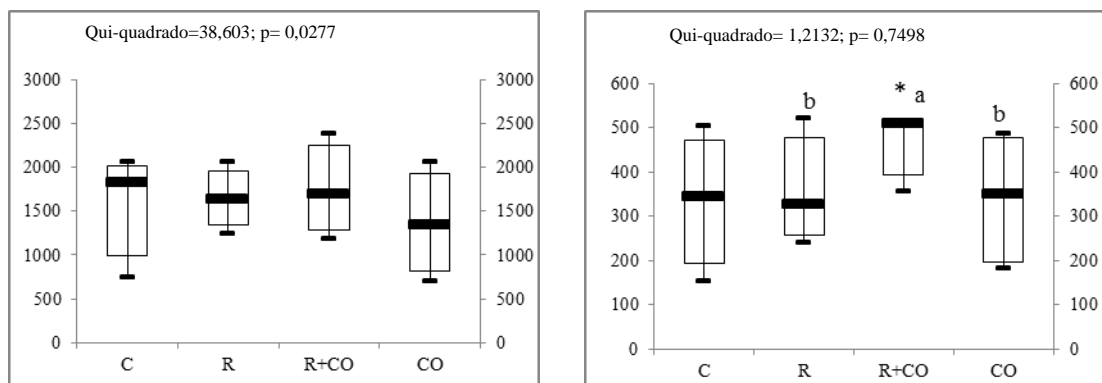 Qui-quadrado=38,603; p= 0,0277
3000 3000
2500 2500
2000 2000
1500 1500
1000 1000
500 500
0 0
C R R+CO CO
Qui-quadrado= 1,2132; p= 0,7498
600 600
b * a b
500 500
400 400
300 300
200 200
100 100
0 0
C R R+CO CO